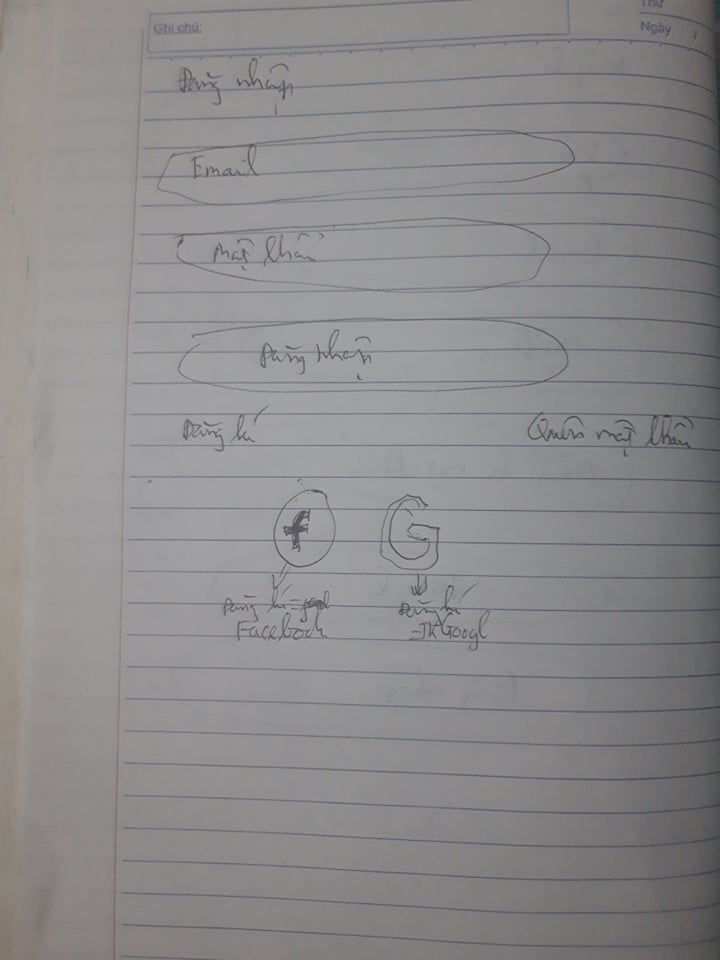 Ghi chú:
Thứ
Ngày
Đăng nhập
Email
Mật khẩu
Đăng nhập
Đăng kí
Quên mật khẩu
f
G
Đăng kí =
Facebook
Đăng kí
=TK Googl